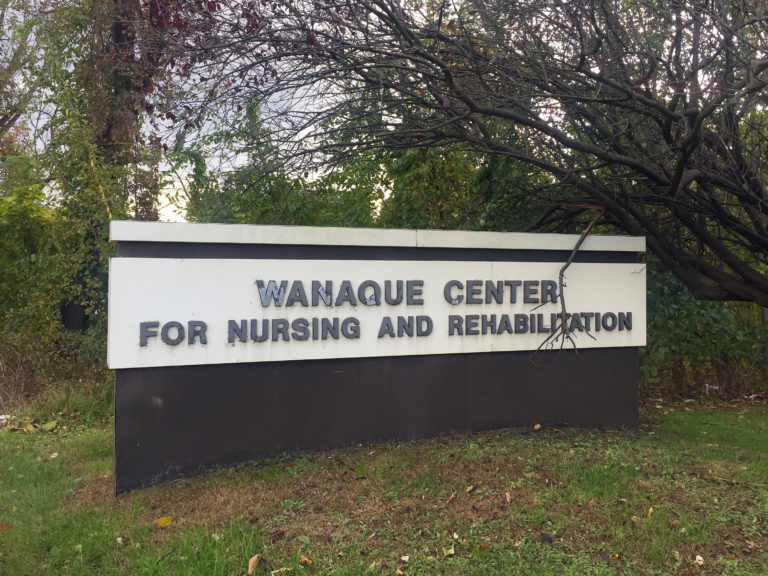 WANAQUE CENTER
FOR NURSING AND REHABILITATION